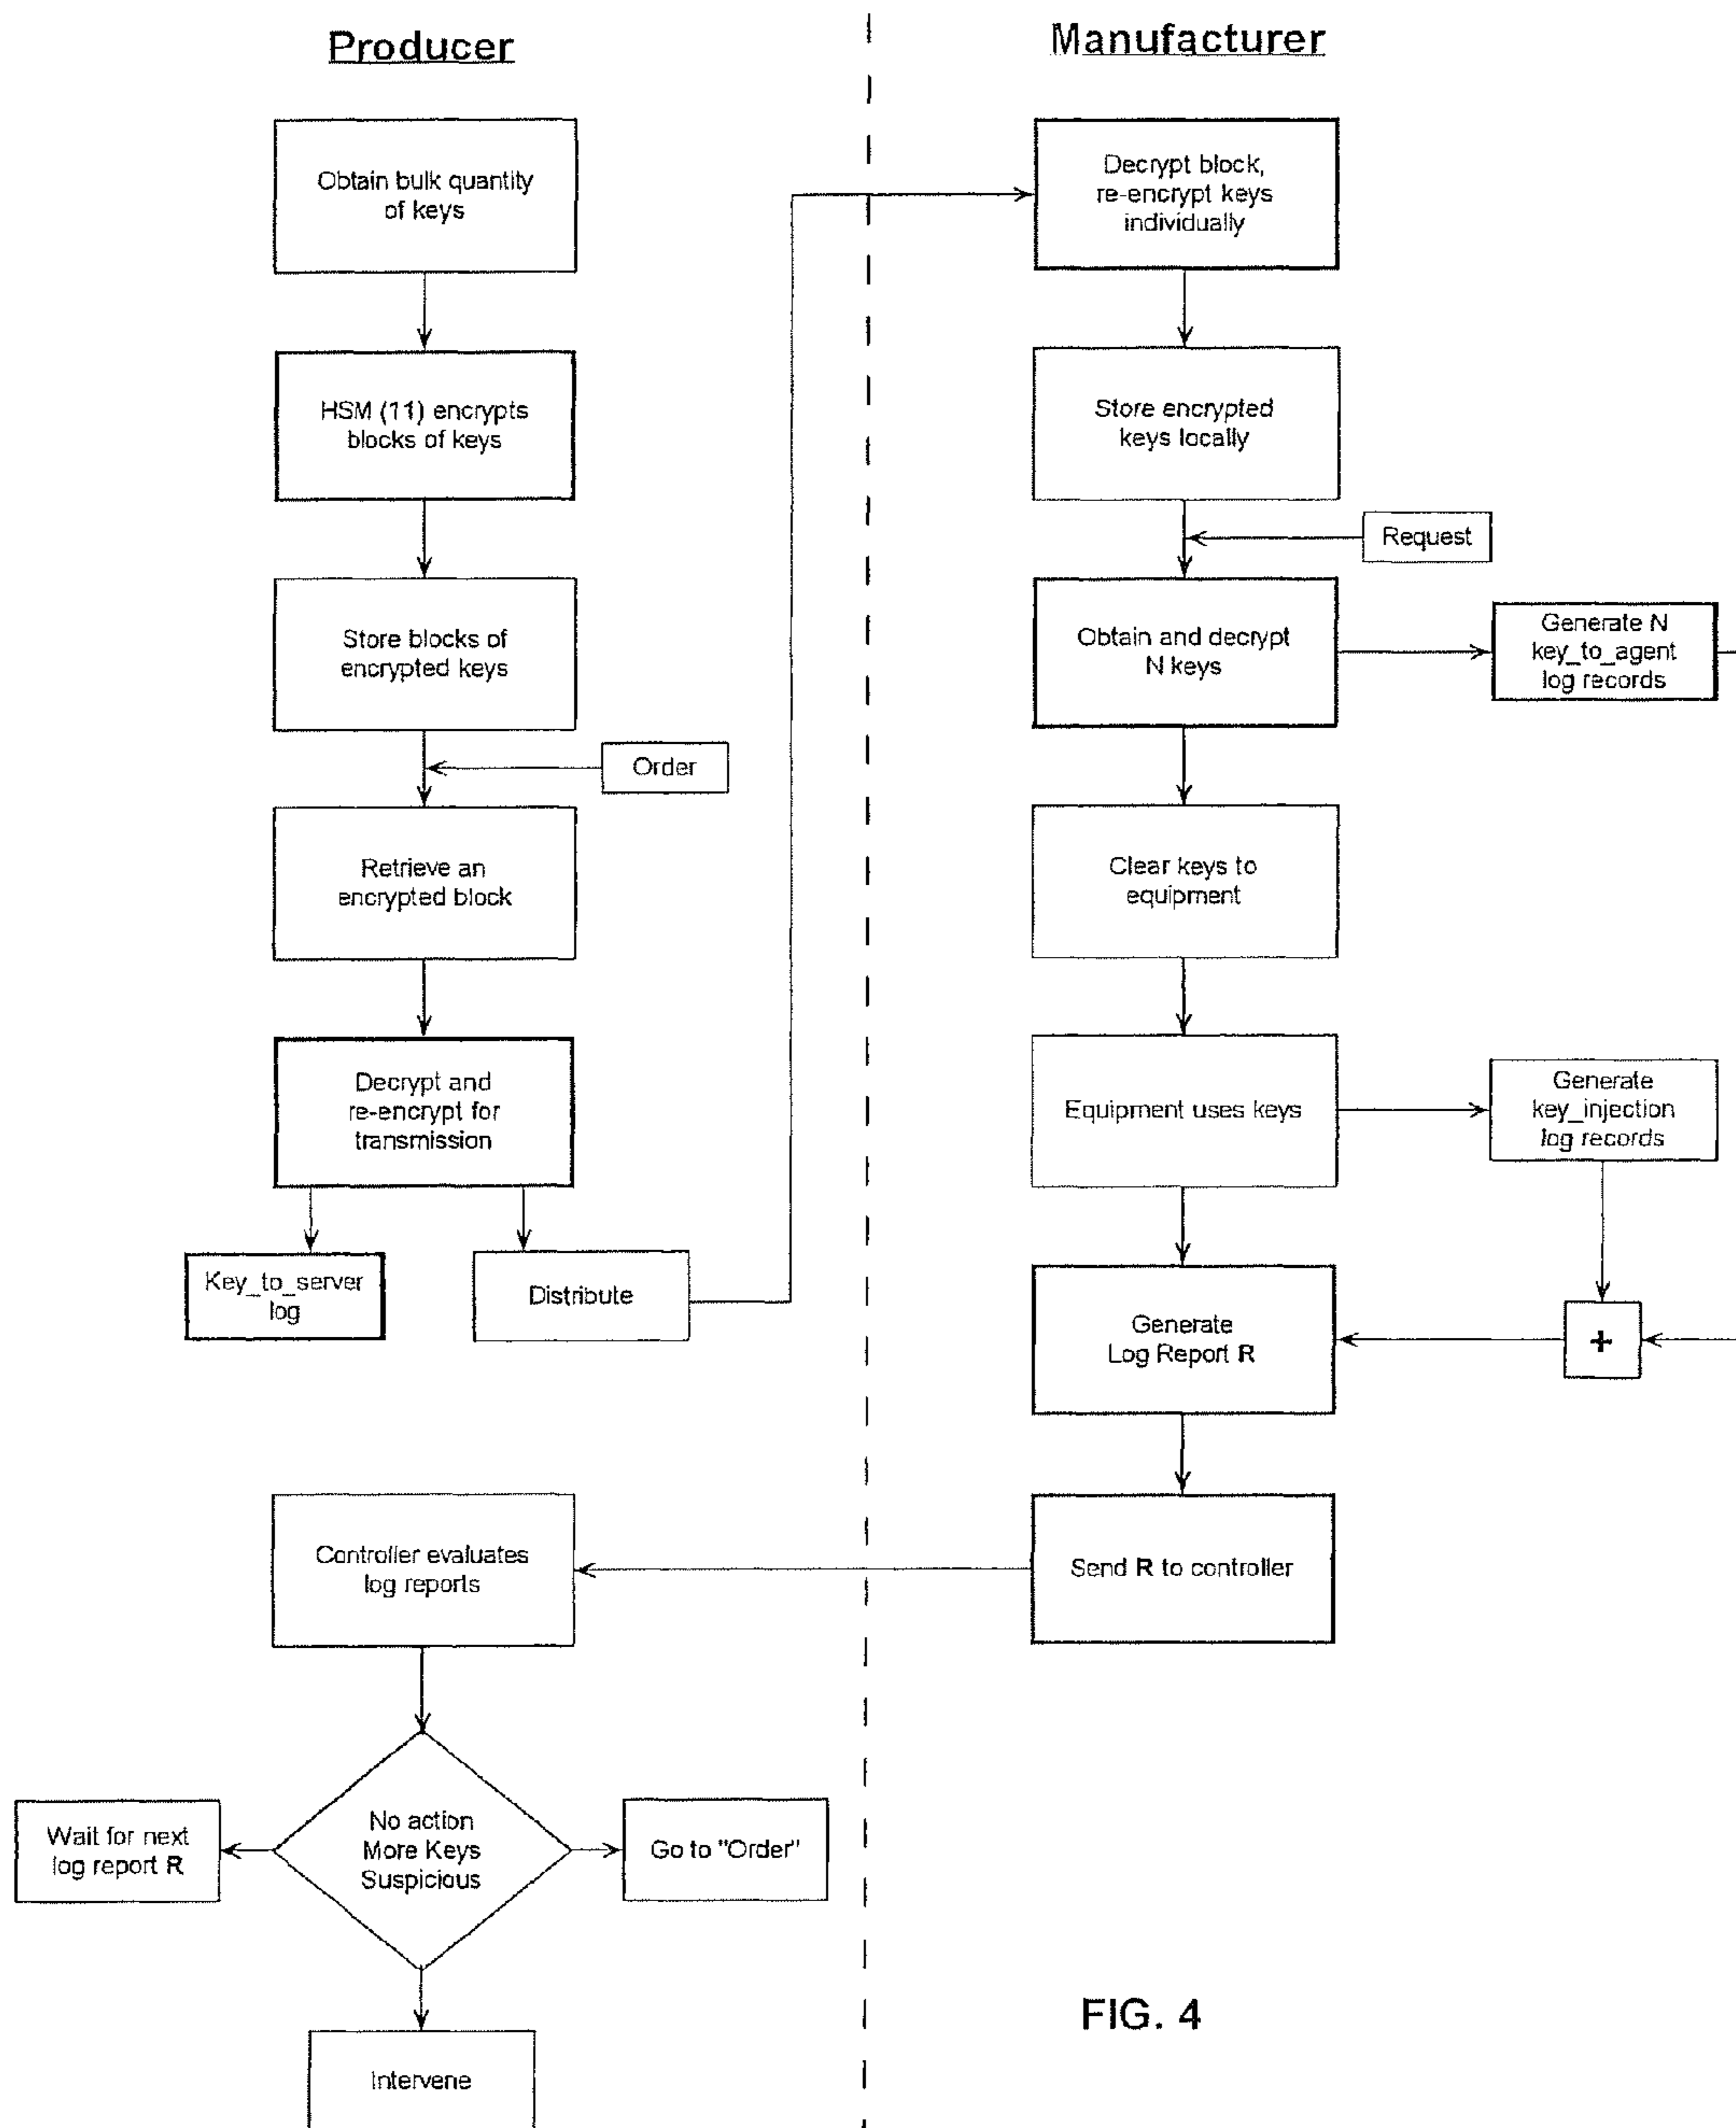 Producer
Obtain bulk quantity
of keys
HSM (11) encrypts
blocks of keys
Store blocks of
encrypted keys
Order
Retrieve an
encrypted block
Decrypt and
re-encrypt for
transmission
Key_to_server
log
Distribute
Controller evaluates
log reports
No action
More Keys
Suspicious
Wait for next
log report R
Go to "Order"
Intervene
Manufacturer
Decrypt block,
re-encrypt keys
individually
Store encrypted
keys locally
Request
Obtain and decrypt
N keys
Generate N
key_to_agent
log records
Clear keys to
equipment
Equipment uses keys
Generate
key_injection
log records
+
Generate
Log Report R
Send R to controller
FIG. 4